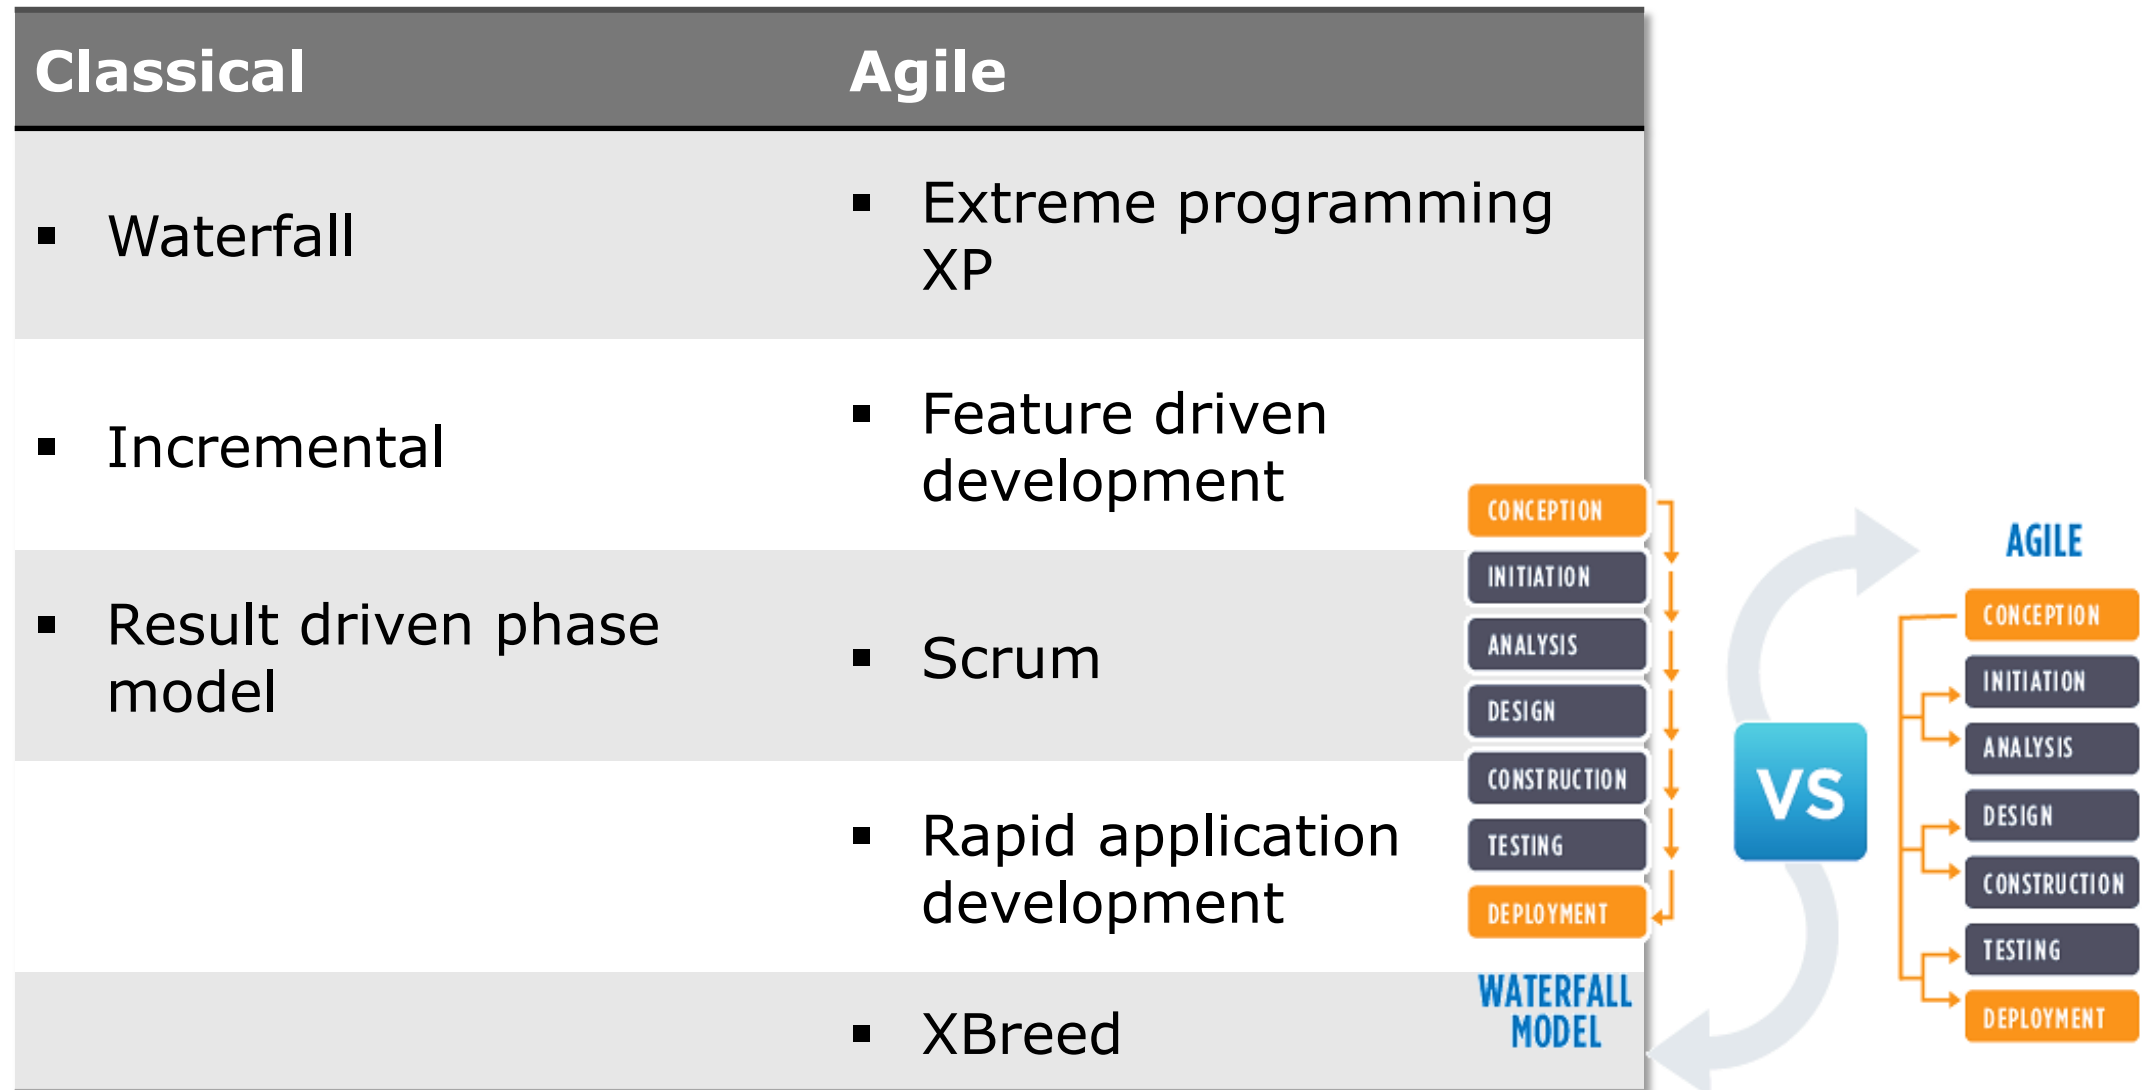 Classical
Agile
▪ Waterfall
▪ Extreme programming
XP
▪ Incremental
▪ Feature driven
development
▪ Result driven phase
model
▪ Scrum
▪ Rapid application
development
▪ XBreed
CONCEPTION
INITIATION
ANALYSIS
DESIGN
CONSTRUCTION
TESTING
DEPLOYMENT
WATERFALL
MODEL
VS
AGILE
CONCEPTION
INITIATION
ANALYSIS
DESIGN
CONSTRUCTION
TESTING
DEPLOYMENT